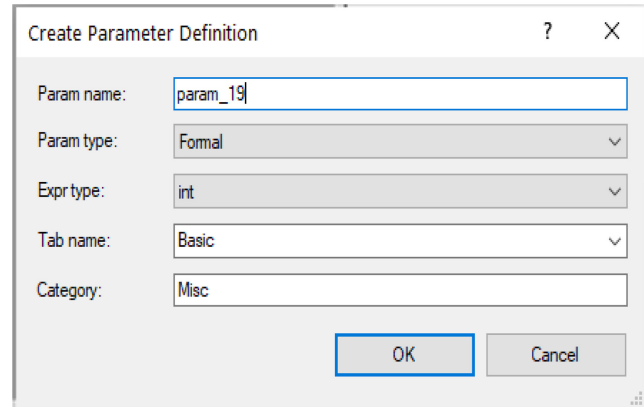 Create Parameter Definition ?
Param name: param_19
Param type: Formal
Expr type: int
Tab name: Basic
Category: Misc
OK Cancel